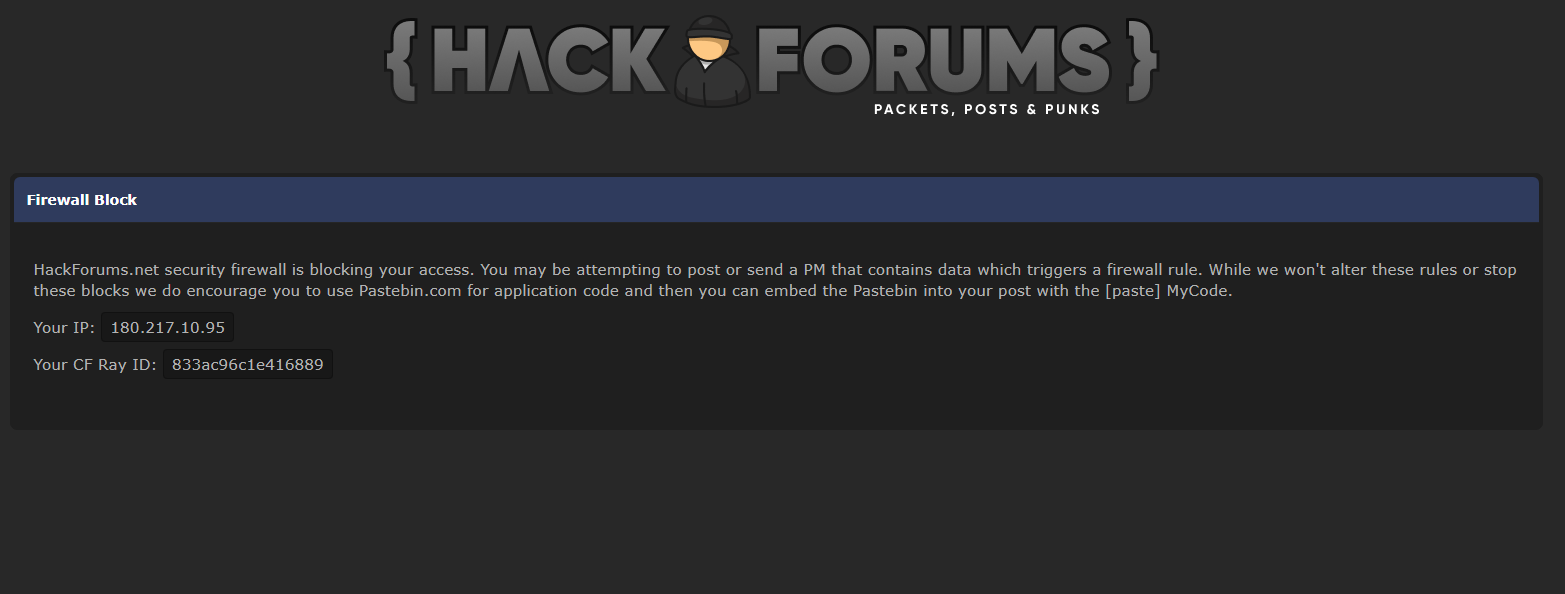 { HACK FORUMS }
PACKETS, POSTS & PUNKS
Firewall Block
HackForums.net security firewall is blocking your access. You may be attempting to post or send a PM that contains data which triggers a firewall rule. While we won't alter these rules or stop
these blocks we do encourage you to use Pastebin.com for application code and then you can embed the Pastebin into your post with the [paste] MyCode.
Your IP: 180.217.10.95
Your CF Ray ID: 833ac96c1e416889